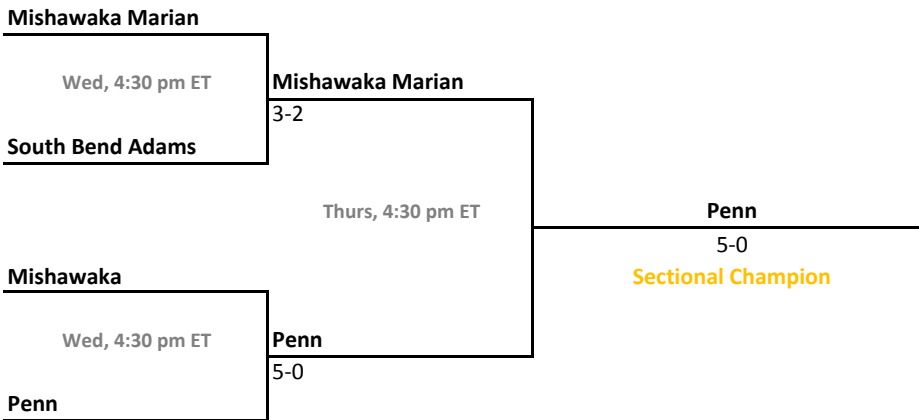 Mishawaka Marian
Wed, 4:30 pm ET
Mishawaka Marian
3-2
South Bend Adams
Thurs, 4:30 pm ET
Penn
5-0
Sectional Champion
Mishawaka
Wed, 4:30 pm ET
Penn
5-0
Penn